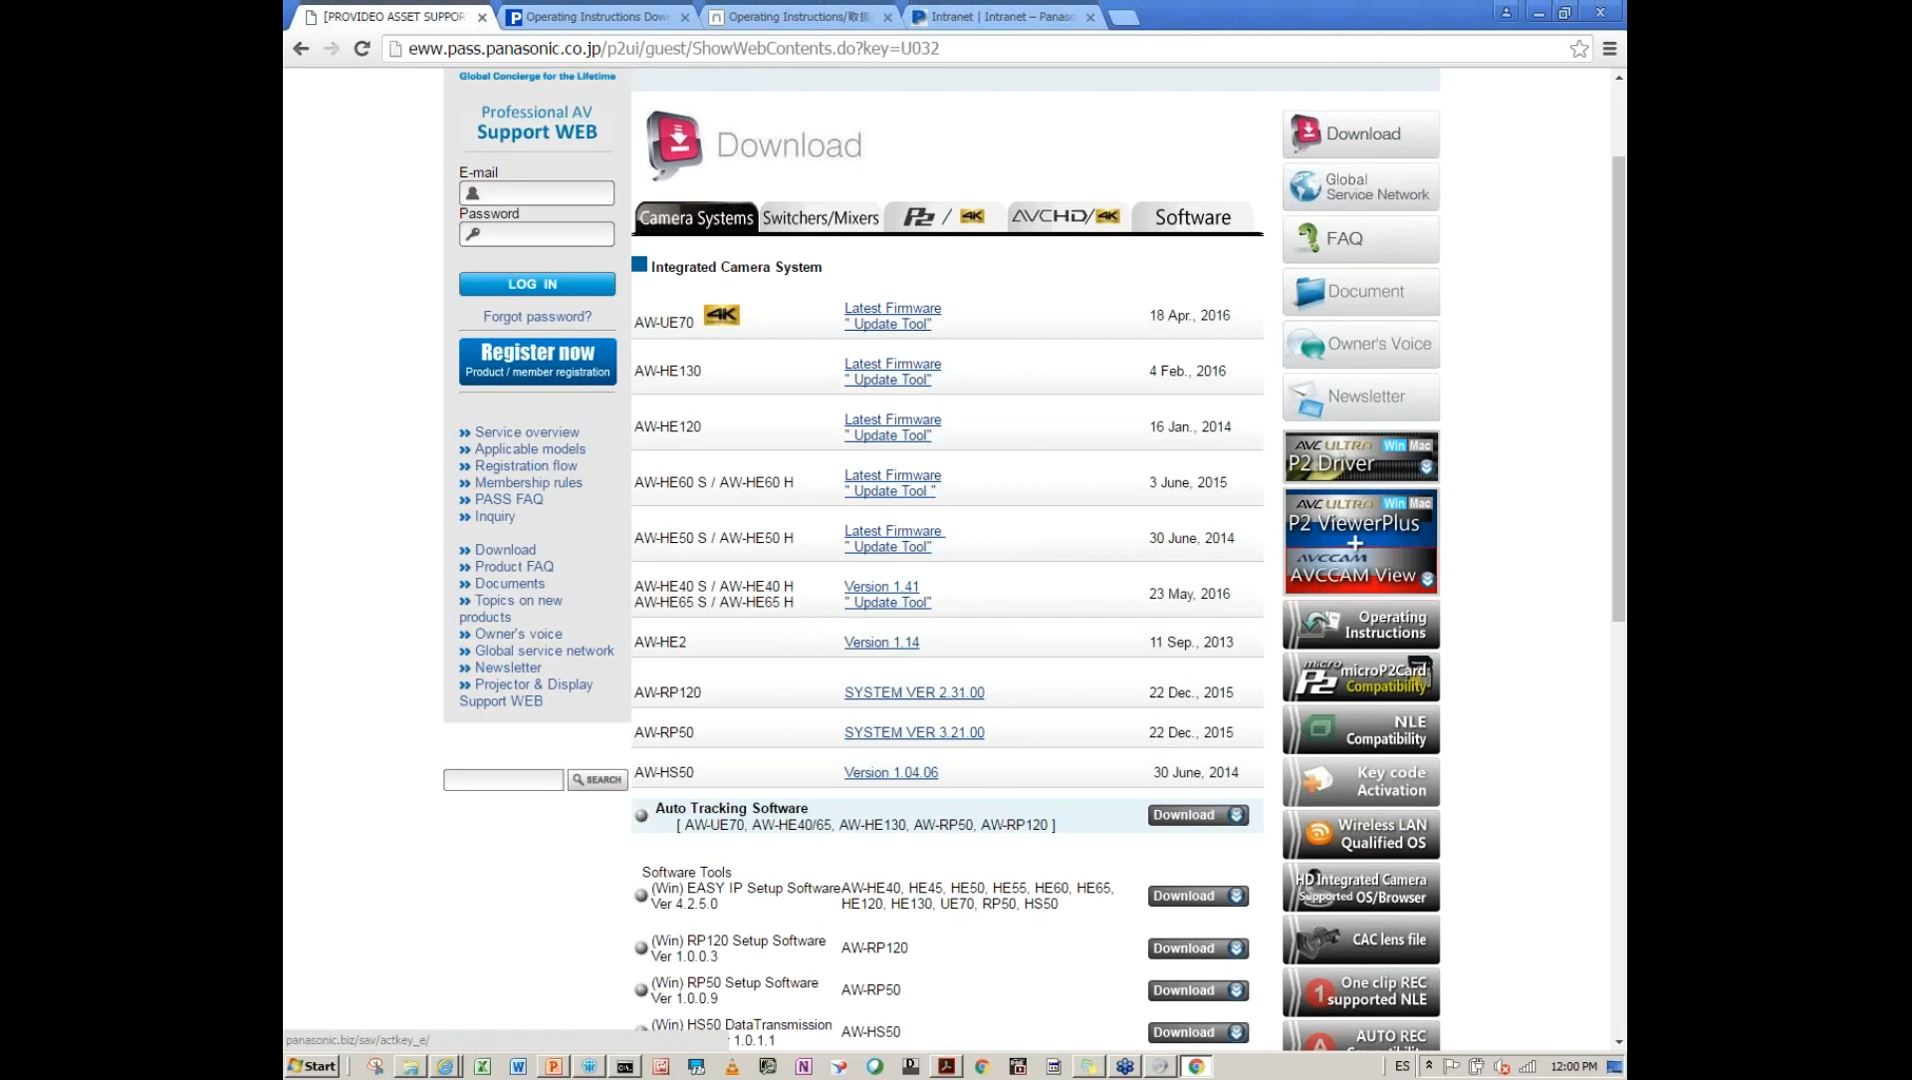 [PROVIDEO ASSET SUPPOR
Operating Instructions Dow
Operating Instructions/取扱
Intranet | Intranet – Panaso
eww.pass.panasonic.co.jp/p2ui/guest/ShowWebContents.do?key=U032
Global Concierge for the Lifetime
Professional AV
Support WEB
E-mail
Password
LOG IN
Forgot password?
Register now
Product / member registration
Service overview
Applicable models
Registration flow
Membership rules
PASS FAQ
Inquiry
Download
Product FAQ
Documents
Topics on new
products
Owner's voice
Global service network
Newsletter
Projector & Display
Support WEB
SEARCH
Download
Camera Systems
Switchers/Mixers
P2 / 4K
AVCHD/4K
Software
Integrated Camera System
AW-UE70 4K
Latest Firmware
" Update Tool"
18 Apr., 2016
AW-HE130
Latest Firmware
" Update Tool"
4 Feb., 2016
AW-HE120
Latest Firmware
" Update Tool"
16 Jan., 2014
AW-HE60 S / AW-HE60 H
Latest Firmware
" Update Tool "
3 June, 2015
AW-HE50 S / AW-HE50 H
Latest Firmware
" Update Tool"
30 June, 2014
AW-HE40 S / AW-HE40 H
AW-HE65 S / AW-HE65 H
Version 1.41
" Update Tool"
23 May, 2016
AW-HE2
Version 1.14
11 Sep., 2013
AW-RP120
SYSTEM VER 2.31.00
22 Dec., 2015
AW-RP50
SYSTEM VER 3.21.00
22 Dec., 2015
AW-HS50
Version 1.04.06
30 June, 2014
Auto Tracking Software
[ AW-UE70, AW-HE40/65, AW-HE130, AW-RP50, AW-RP120 ]
Download
Software Tools
(Win) EASY IP Setup Software
Ver 4.2.5.0
AW-HE40, HE45, HE50, HE55, HE60, HE65,
HE120, HE130, UE70, RP50, HS50
Download
(Win) RP120 Setup Software
Ver 1.0.0.3
AW-RP120
Download
(Win) RP50 Setup Software
Ver 1.0.0.9
AW-RP50
Download
(Win) HS50 DataTransmission
1.0.1.1
AW-HS50
Download
Download
Global
Service Network
FAQ
Document
Owner's Voice
Newsletter
AVC ULTRA Win Mac
P2 Driver
AVC ULTRA Win Mac
P2 ViewerPlus
+
AVCCAM
AVCCAM View
Operating
Instructions
micro P2 microP2Card
Compatibility
NLE
Compatibility
Key code
Activation
Wireless LAN
Qualified OS
HD Integrated Camera
Supported OS/Browser
CAC lens file
1 One clip REC
supported NLE
AUTO REC
panasonic.biz/sav/actkey_e/
Start
ES
12:00 PM